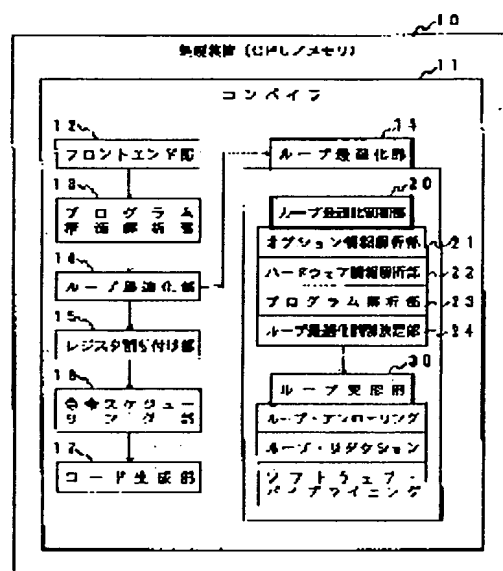 10
処理装置(CPU/メモリ)
11
コンパイラ
12
フロントエンド部
13
プログラム
構造解析部
14
ループ最適化部
15
レジスタ割り付け部
16
命令スケジュー
リング部
17
コード生成部
14
ループ最適化部
20
ループ最適化制御部
オプション情報解析部
21
ハードウェア情報解析部
22
プログラム解析部
23
ループ最適化制御決定部
24
30
ループ変形部
ループ・アンローリング
ループ・リダクション
ソフトウェア・
パイプライニング